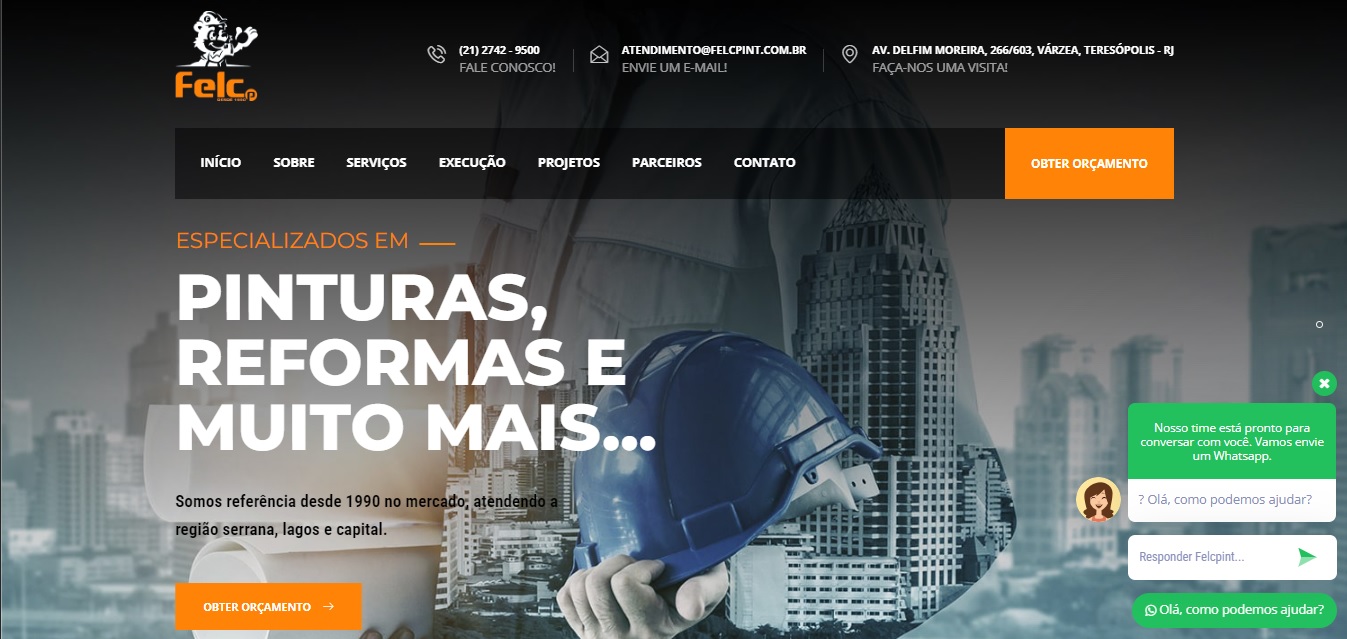 Felc P
DESDE 1990
(21) 2742 - 9500
FALE CONOSCO!
ATENDIMENTO@FELCPINT.COM.BR
ENVIE UM E-MAIL!
AV. DELFIM MOREIRA, 266/603, VÁRZEA, TERESÓPOLIS - RJ
FAÇA-NOS UMA VISITA!
INÍCIO SOBRE SERVIÇOS EXECUÇÃO PROJETOS PARCEIROS CONTATO
OBTER ORÇAMENTO
ESPECIALIZADOS EM
PINTURAS,
REFORMAS E
MUITO MAIS...
Somos referência desde 1990 no mercado, atendendo a
região serrana, lagos e capital.
OBTER ORÇAMENTO
Nosso time está pronto para
conversar com você. Vamos envie
um Whatsapp.
? Olá, como podemos ajudar?
Responder Felcpint...
Olá, como podemos ajudar?